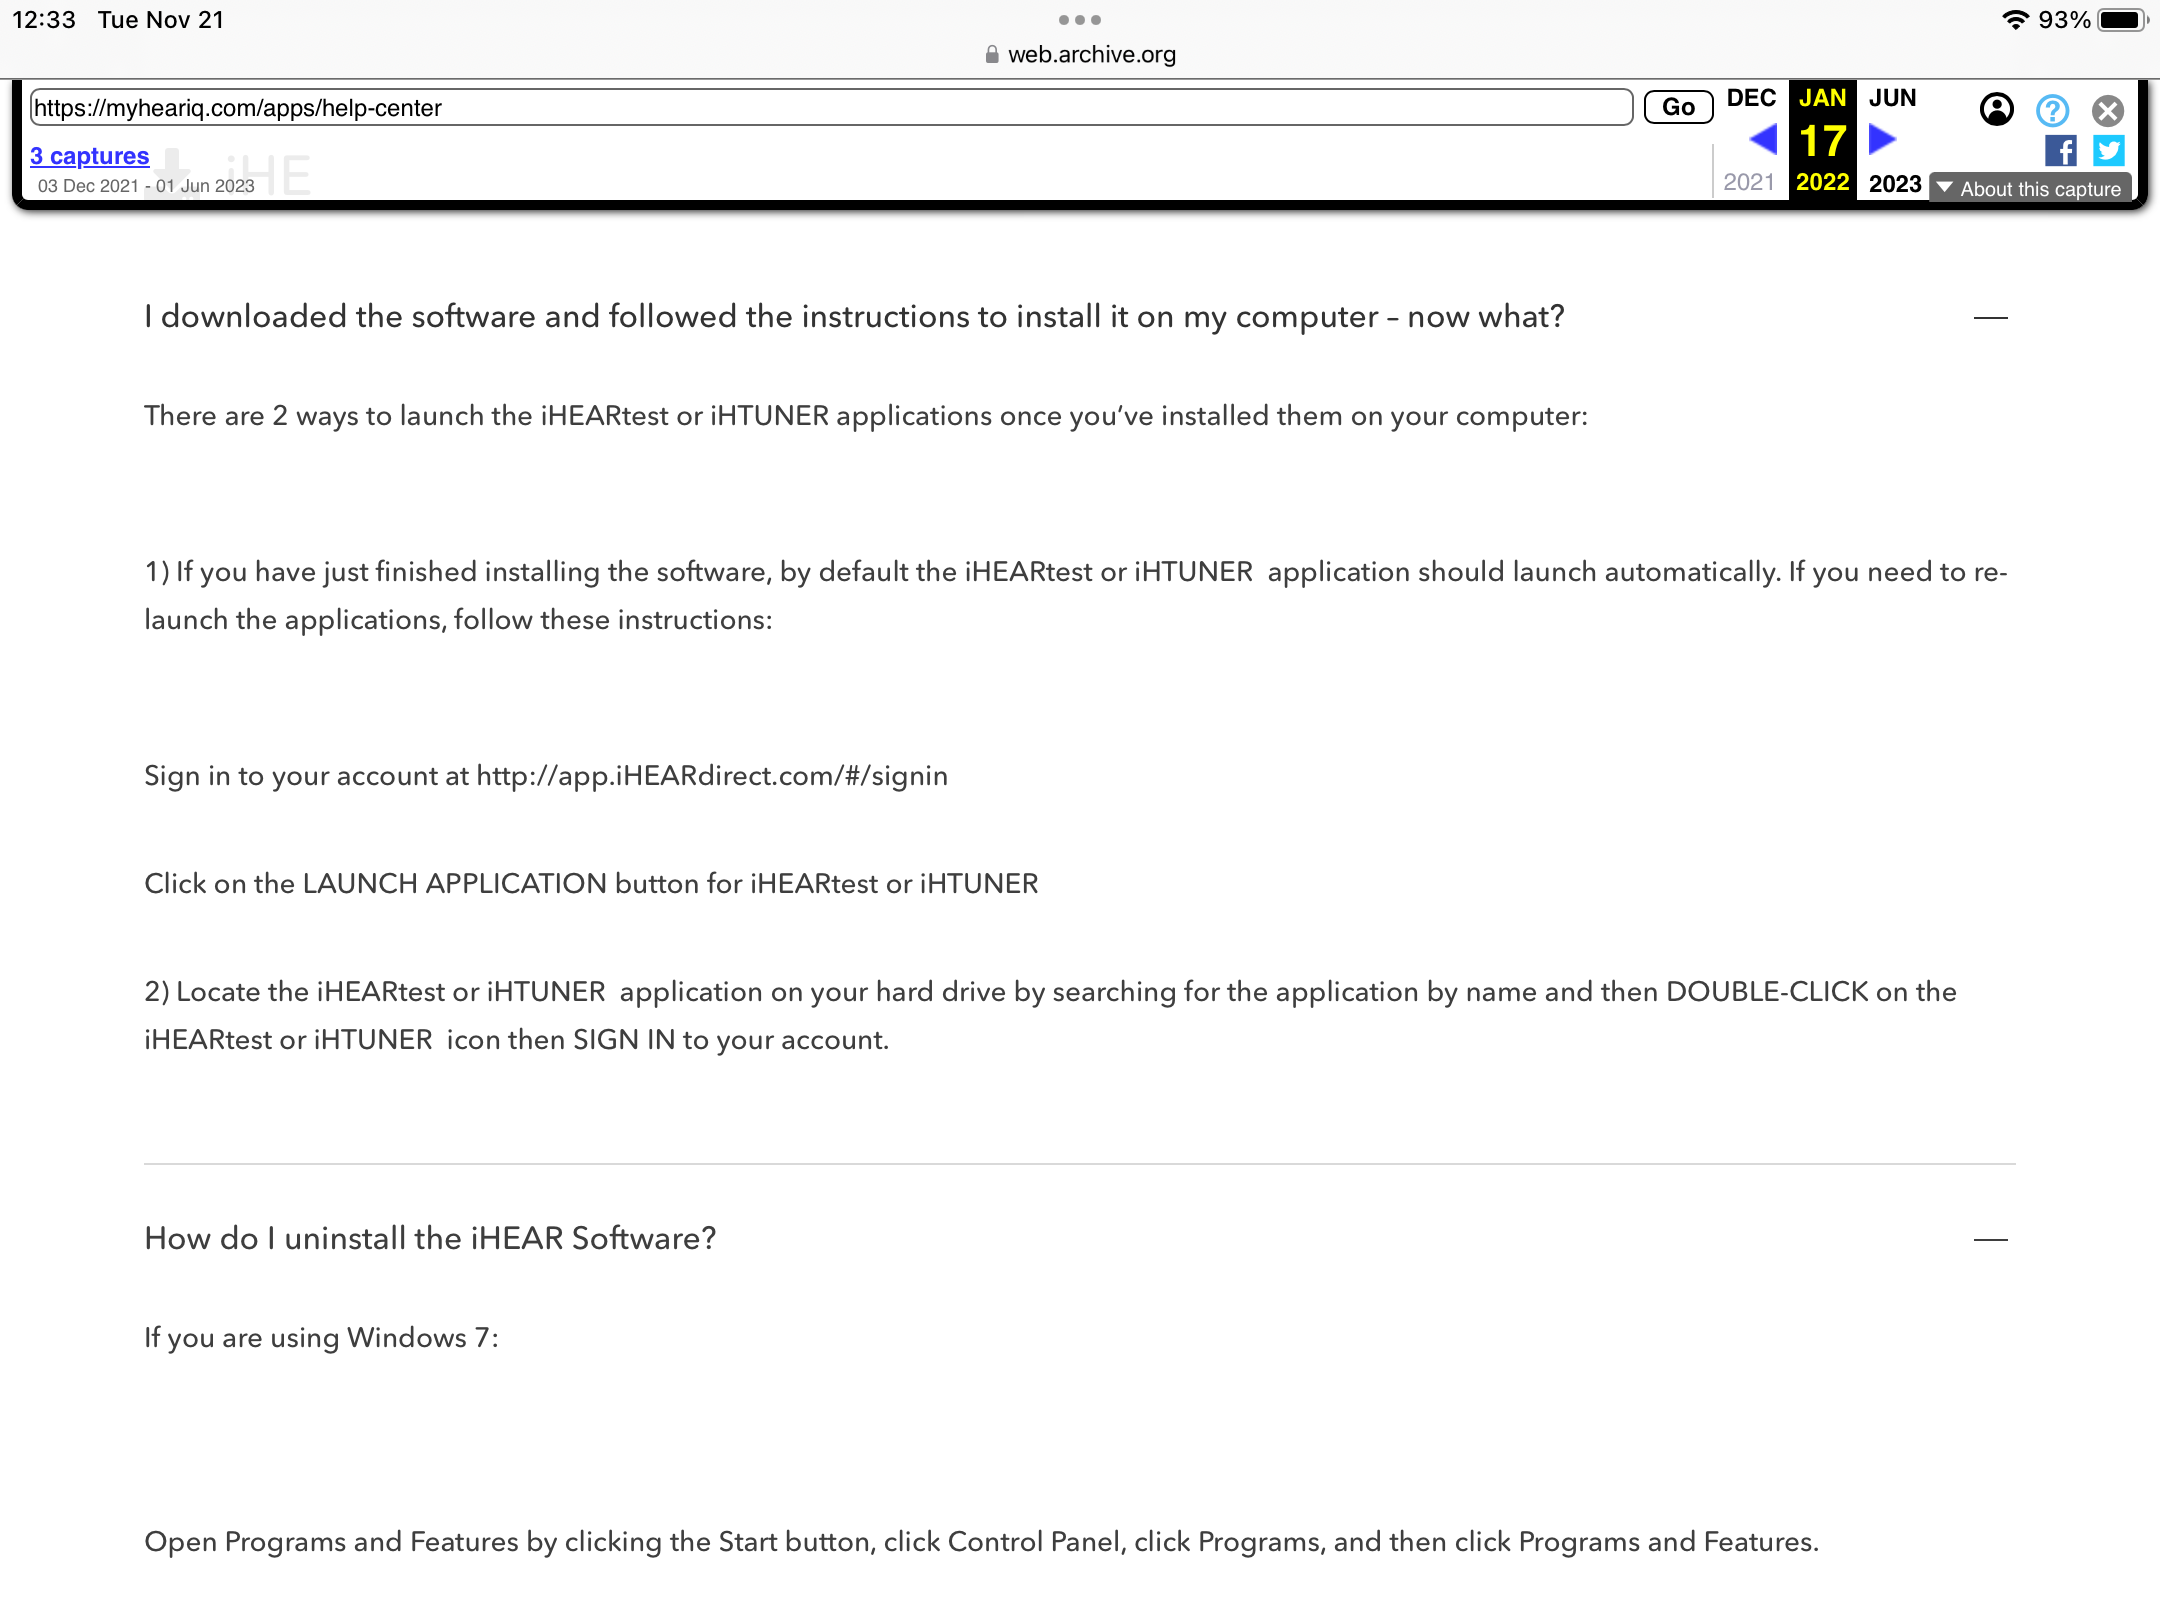 12:33 Tue Nov 21
93%
web.archive.org
https://myheariq.com/apps/help-center
Go
DEC JAN JUN
3 captures
17
03 Dec 2021 - 01 Jun 2023
iHE
2021 2022 2023
About this capture
I downloaded the software and followed the instructions to install it on my computer – now what?
There are 2 ways to launch the iHEARtest or iHTUNER applications once you’ve installed them on your computer:
1) If you have just finished installing the software, by default the iHEARtest or iHTUNER  application should launch automatically. If you need to re-
launch the applications, follow these instructions:
Sign in to your account at http://app.iHEARdirect.com/#/signin
Click on the LAUNCH APPLICATION button for iHEARtest or iHTUNER
2) Locate the iHEARtest or iHTUNER  application on your hard drive by searching for the application by name and then DOUBLE-CLICK on the
iHEARtest or iHTUNER  icon then SIGN IN to your account.
How do I uninstall the iHEAR Software?
If you are using Windows 7:
Open Programs and Features by clicking the Start button, click Control Panel, click Programs, and then click Programs and Features.